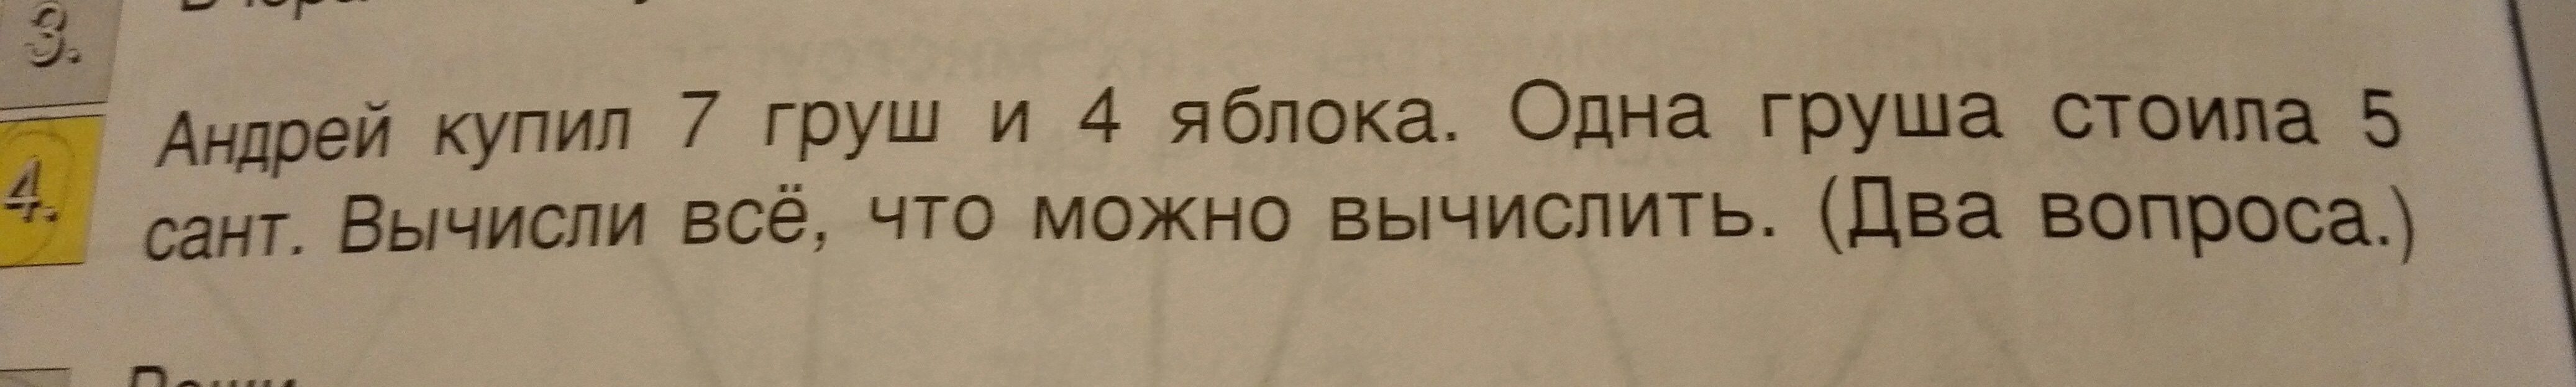 3.
4. Андрей купил 7 груш и 4 яблока. Одна груша стоила 5
сант. Вычисли всё, что можно вычислить. (Два вопроса.)